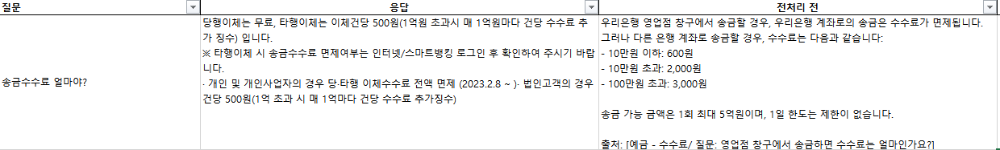 질문
응답
전처리 전
송금수수료 얼마야?
당행이체는 무료, 타행이체는 이체건당 500원(1억원 초과시 매 1억원마다 건당 수수료 추
가 징수) 입니다.
※ 타행이체 시 송금수수료 면제여부는 인터넷/스마트뱅킹 로그인 후 확인하여 주시기 바랍
니다.
· 개인 및 개인사업자의 경우 당·타행 이체수수료 전액 면제 (2023.2.8 ~ )· 법인고객의 경우
건당 500원(1억 초과 시 매 1억마다 건당 수수료 추가징수)
우리은행 영업점 창구에서 송금할 경우, 우리은행 계좌로의 송금은 수수료가 면제됩니다.
그러나 다른 은행 계좌로 송금할 경우, 수수료는 다음과 같습니다:
- 10만원 이하: 600원
- 10만원 초과: 2,000원
- 100만원 초과: 3,000원
송금 가능 금액은 1회 최대 5억원이며, 1일 한도는 제한이 없습니다.
출처: [예금 - 수수료/ 질문: 영업점 창구에서 송금하면 수수료는 얼마인가요?]